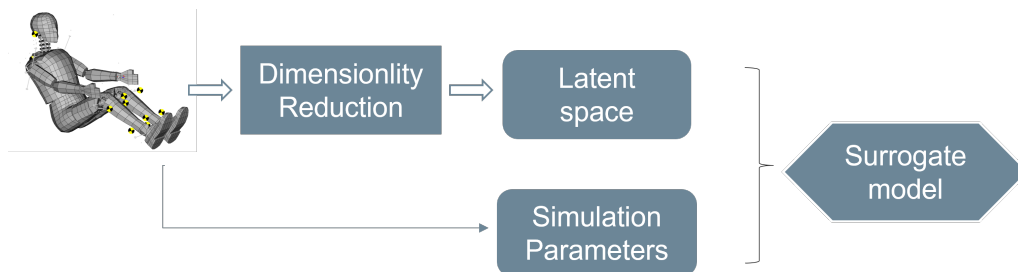 Dimensionlity
Reduction
Latent
space
Surrogate
model
Simulation
Parameters